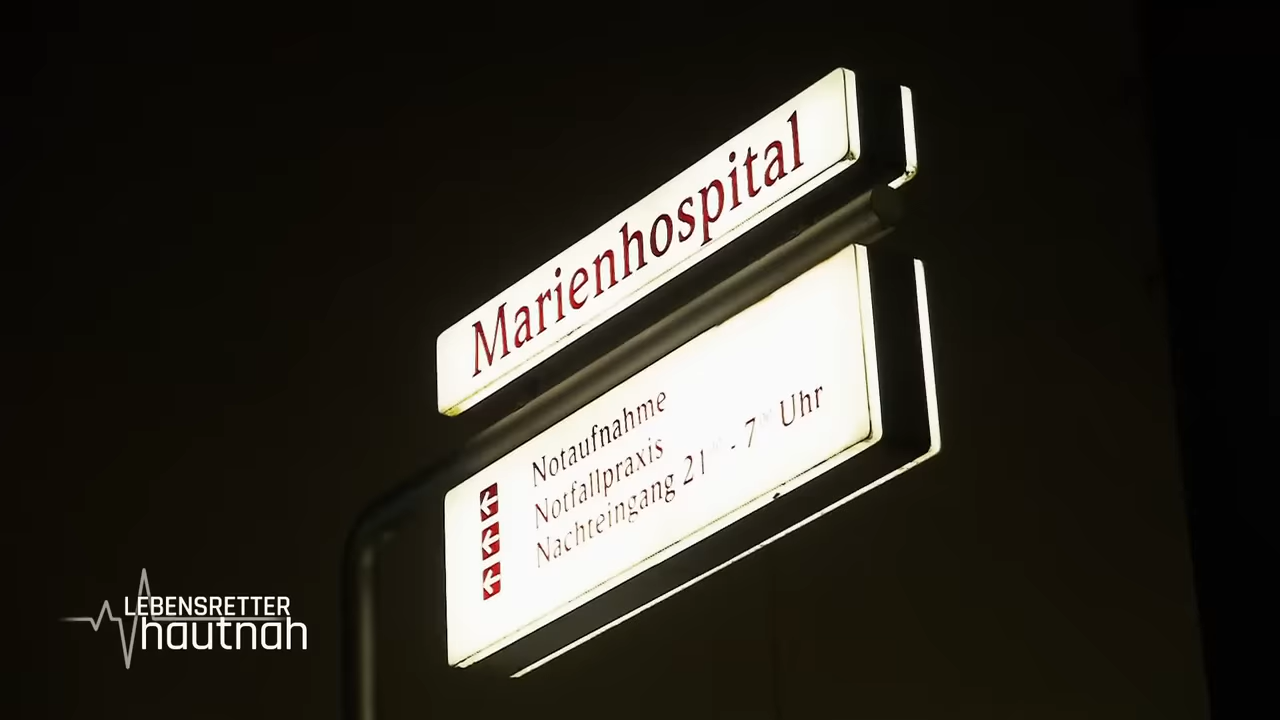 Marienhospital
Notaufnahme
Notfallpraxis
Nachteingang 21 - 7 Uhr
LEBENSRETTER
hautnah